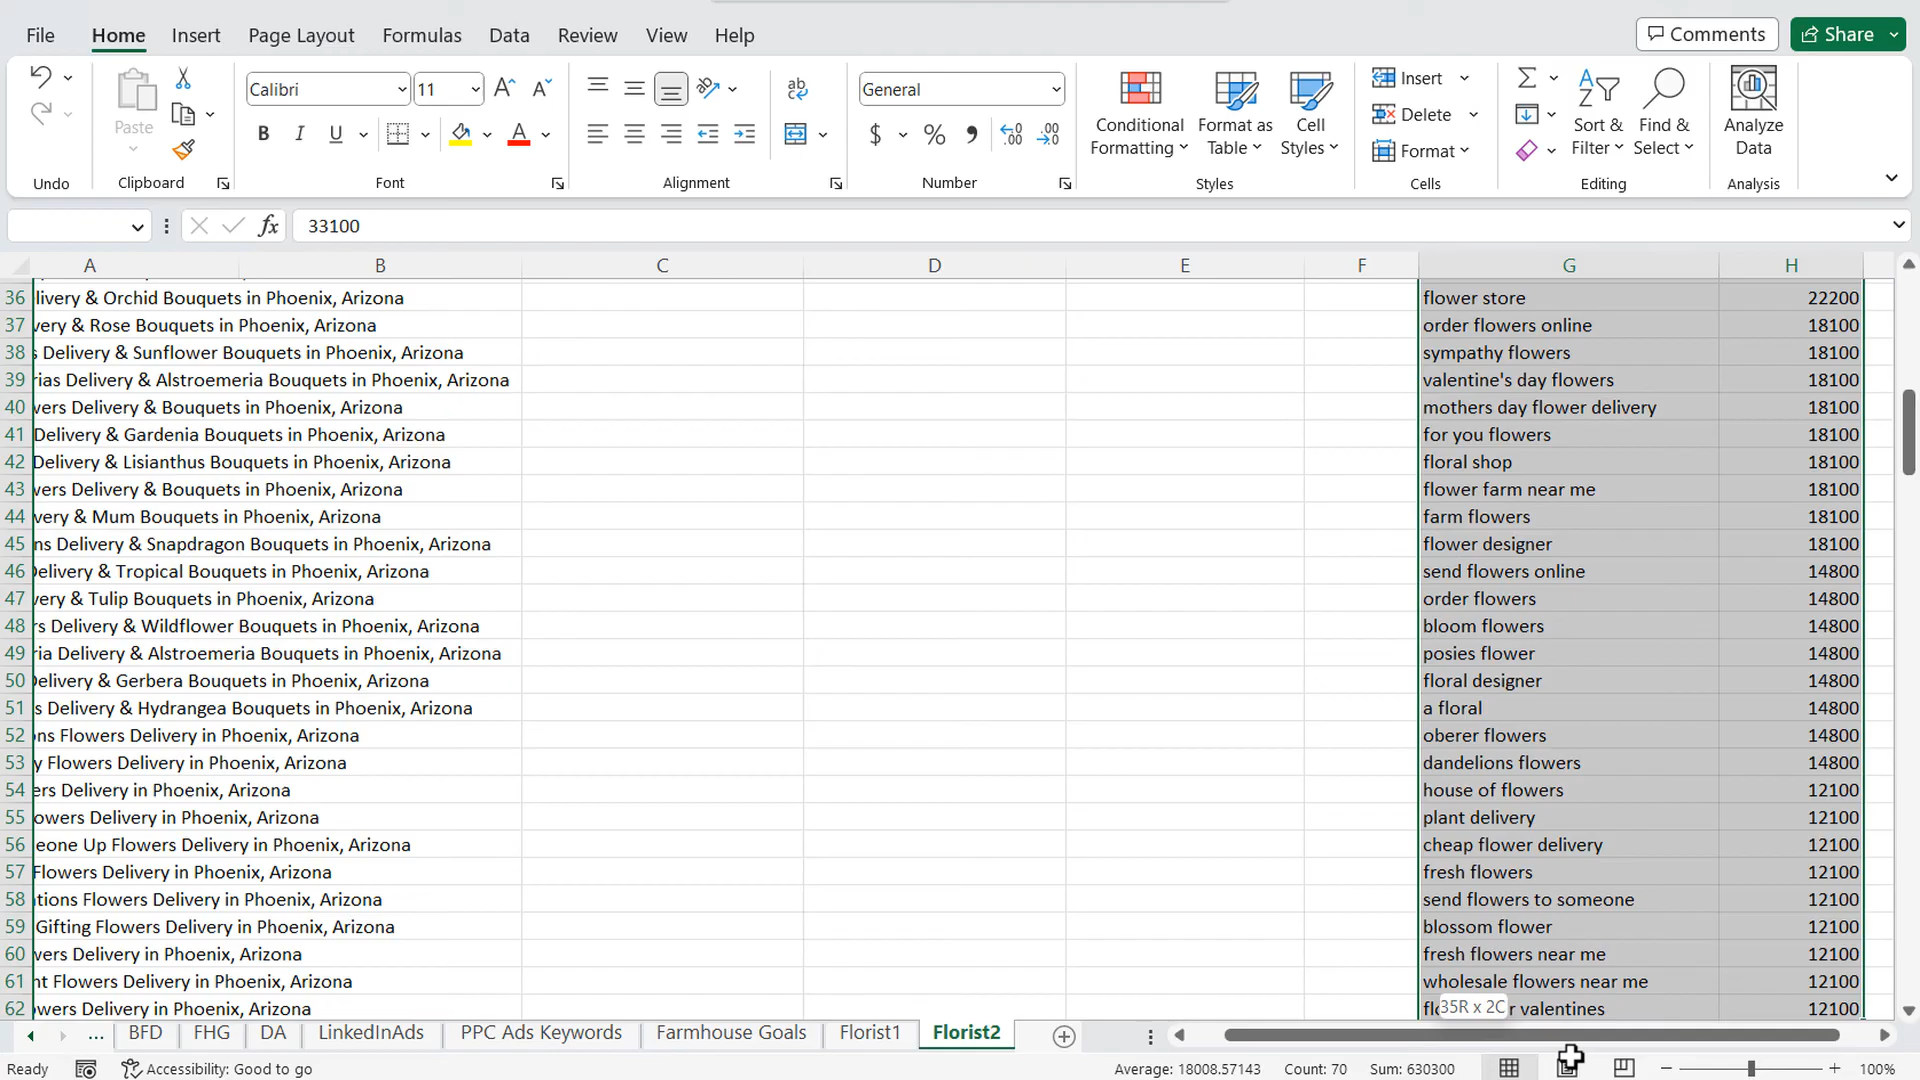 File Home Insert Page Layout Formulas Data Review View Help Comments Share
Calibri 11 General Insert
Paste Conditional Formatting Format as Table Cell Styles Delete Sort & Filter Find & Select Analyze Data
B I U $ % Format
Undo Clipboard Font Alignment Number Styles Cells Editing Analysis
fx 33100
A B C D E F G H
36 livery & Orchid Bouquets in Phoenix, Arizona flower store 22200
37 very & Rose Bouquets in Phoenix, Arizona order flowers online 18100
38 s Delivery & Sunflower Bouquets in Phoenix, Arizona sympathy flowers 18100
39 rias Delivery & Alstroemeria Bouquets in Phoenix, Arizona valentine's day flowers 18100
40 wers Delivery & Bouquets in Phoenix, Arizona mothers day flower delivery 18100
41 Delivery & Gardenia Bouquets in Phoenix, Arizona for you flowers 18100
42 Delivery & Lisianthus Bouquets in Phoenix, Arizona floral shop 18100
43 wers Delivery & Bouquets in Phoenix, Arizona flower farm near me 18100
44 very & Mum Bouquets in Phoenix, Arizona farm flowers 18100
45 ns Delivery & Snapdragon Bouquets in Phoenix, Arizona flower designer 18100
46 Delivery & Tropical Bouquets in Phoenix, Arizona send flowers online 14800
47 very & Tulip Bouquets in Phoenix, Arizona order flowers 14800
48 rs Delivery & Wildflower Bouquets in Phoenix, Arizona bloom flowers 14800
49 ria Delivery & Alstroemeria Bouquets in Phoenix, Arizona posies flower 14800
50 Delivery & Gerbera Bouquets in Phoenix, Arizona floral designer 14800
51 s Delivery & Hydrangea Bouquets in Phoenix, Arizona a floral 14800
52 ons Flowers Delivery in Phoenix, Arizona oberer flowers 14800
53 y Flowers Delivery in Phoenix, Arizona dandelions flowers 14800
54 ers Delivery in Phoenix, Arizona house of flowers 12100
55 owers Delivery in Phoenix, Arizona plant delivery 12100
56 eone Up Flowers Delivery in Phoenix, Arizona cheap flower delivery 12100
57 Flowers Delivery in Phoenix, Arizona fresh flowers 12100
58 tions Flowers Delivery in Phoenix, Arizona send flowers to someone 12100
59 Gifting Flowers Delivery in Phoenix, Arizona blossom flower 12100
60 wers Delivery in Phoenix, Arizona fresh flowers near me 12100
61 nt Flowers Delivery in Phoenix, Arizona wholesale flowers near me 12100
62 owers Delivery in Phoenix, Arizona flo 35R x 2C r valentines 12100
... BFD FHG DA LinkedInAds PPC Ads Keywords Farmhouse Goals Florist1 Florist2
Ready Accessibility: Good to go Average: 18008.57143 Count: 70 Sum: 630300 100%